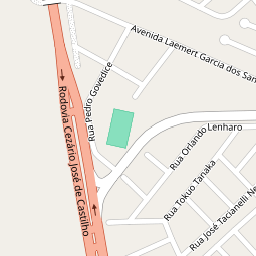 Avenida Laemert Garcia dos San
Rua Pedro Govedice
Rodovia Cezário José de Castilho
Lenharo
Rua Orlando
Rua Tokuo Tanaka
Rua José Tacianelli Ne